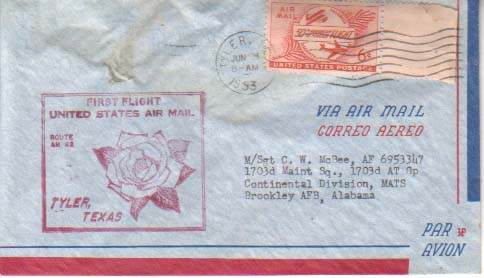 AIR MAIL
6¢
UNITED STATES POSTAGE
TYLER,
JUN
8-AM
FIRST FLIGHT
UNITED STATES AIR MAIL
ROUTE
AM 82
TYLER,
TEXAS
VIA AIR MAIL
CORREO AEREO
M/Sgt C. W. McBee, AF 6953347
1703d Maint Sq., 1703d AT Gp
Continental Division, MATS
Brookley AFB, Alabama
PAR
AVION